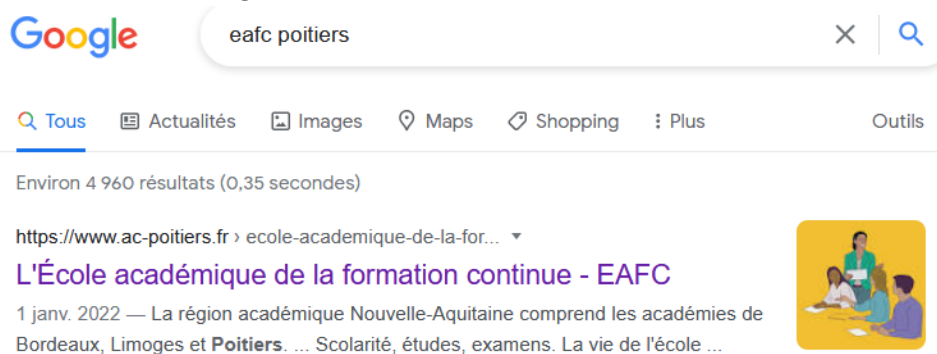 Google eafc poitiers
Tous Actualités Images Maps Shopping Plus Outils
Environ 4 960 résultats (0,35 secondes)
https://www.ac-poitiers.fr › ecole-academique-de-la-for...
L'École académique de la formation continue - EAFC
1 janv. 2022 — La région académique Nouvelle-Aquitaine comprend les académies de
Bordeaux, Limoges et Poitiers. ... Scolarité, études, examens. La vie de l'école ...